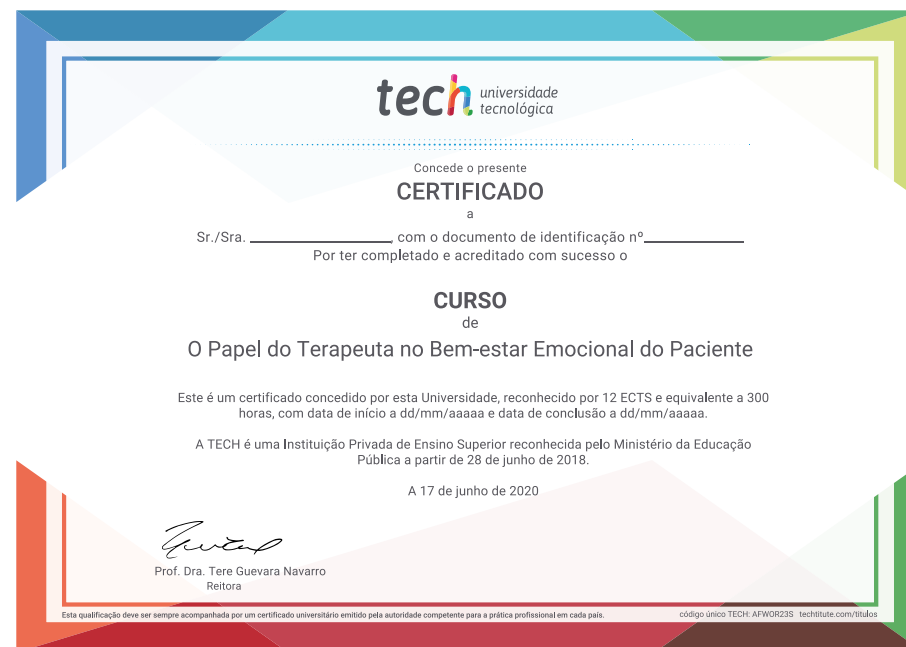 tech universidade
tecnológica
Concede o presente
CERTIFICADO
a
Sr./Sra. ________________, com o documento de identificação nº____________
Por ter completado e acreditado com sucesso o
CURSO
de
O Papel do Terapeuta no Bem-estar Emocional do Paciente
Este é um certificado concedido por esta Universidade, reconhecido por 12 ECTS e equivalente a 300
horas, com data de início a dd/mm/aaaaa e data de conclusão a dd/mm/aaaaa.
A TECH é uma Instituição Privada de Ensino Superior reconhecida pelo Ministério da Educação
Pública a partir de 28 de junho de 2018.
A 17 de junho de 2020
Prof. Dra. Tere Guevara Navarro
Reitora
Esta qualificação deve ser sempre acompanhada por um certificado universitário emitido pela autoridade competente para a prática profissional em cada país. código único TECH: AFWOR23S techtitute.com/titulos